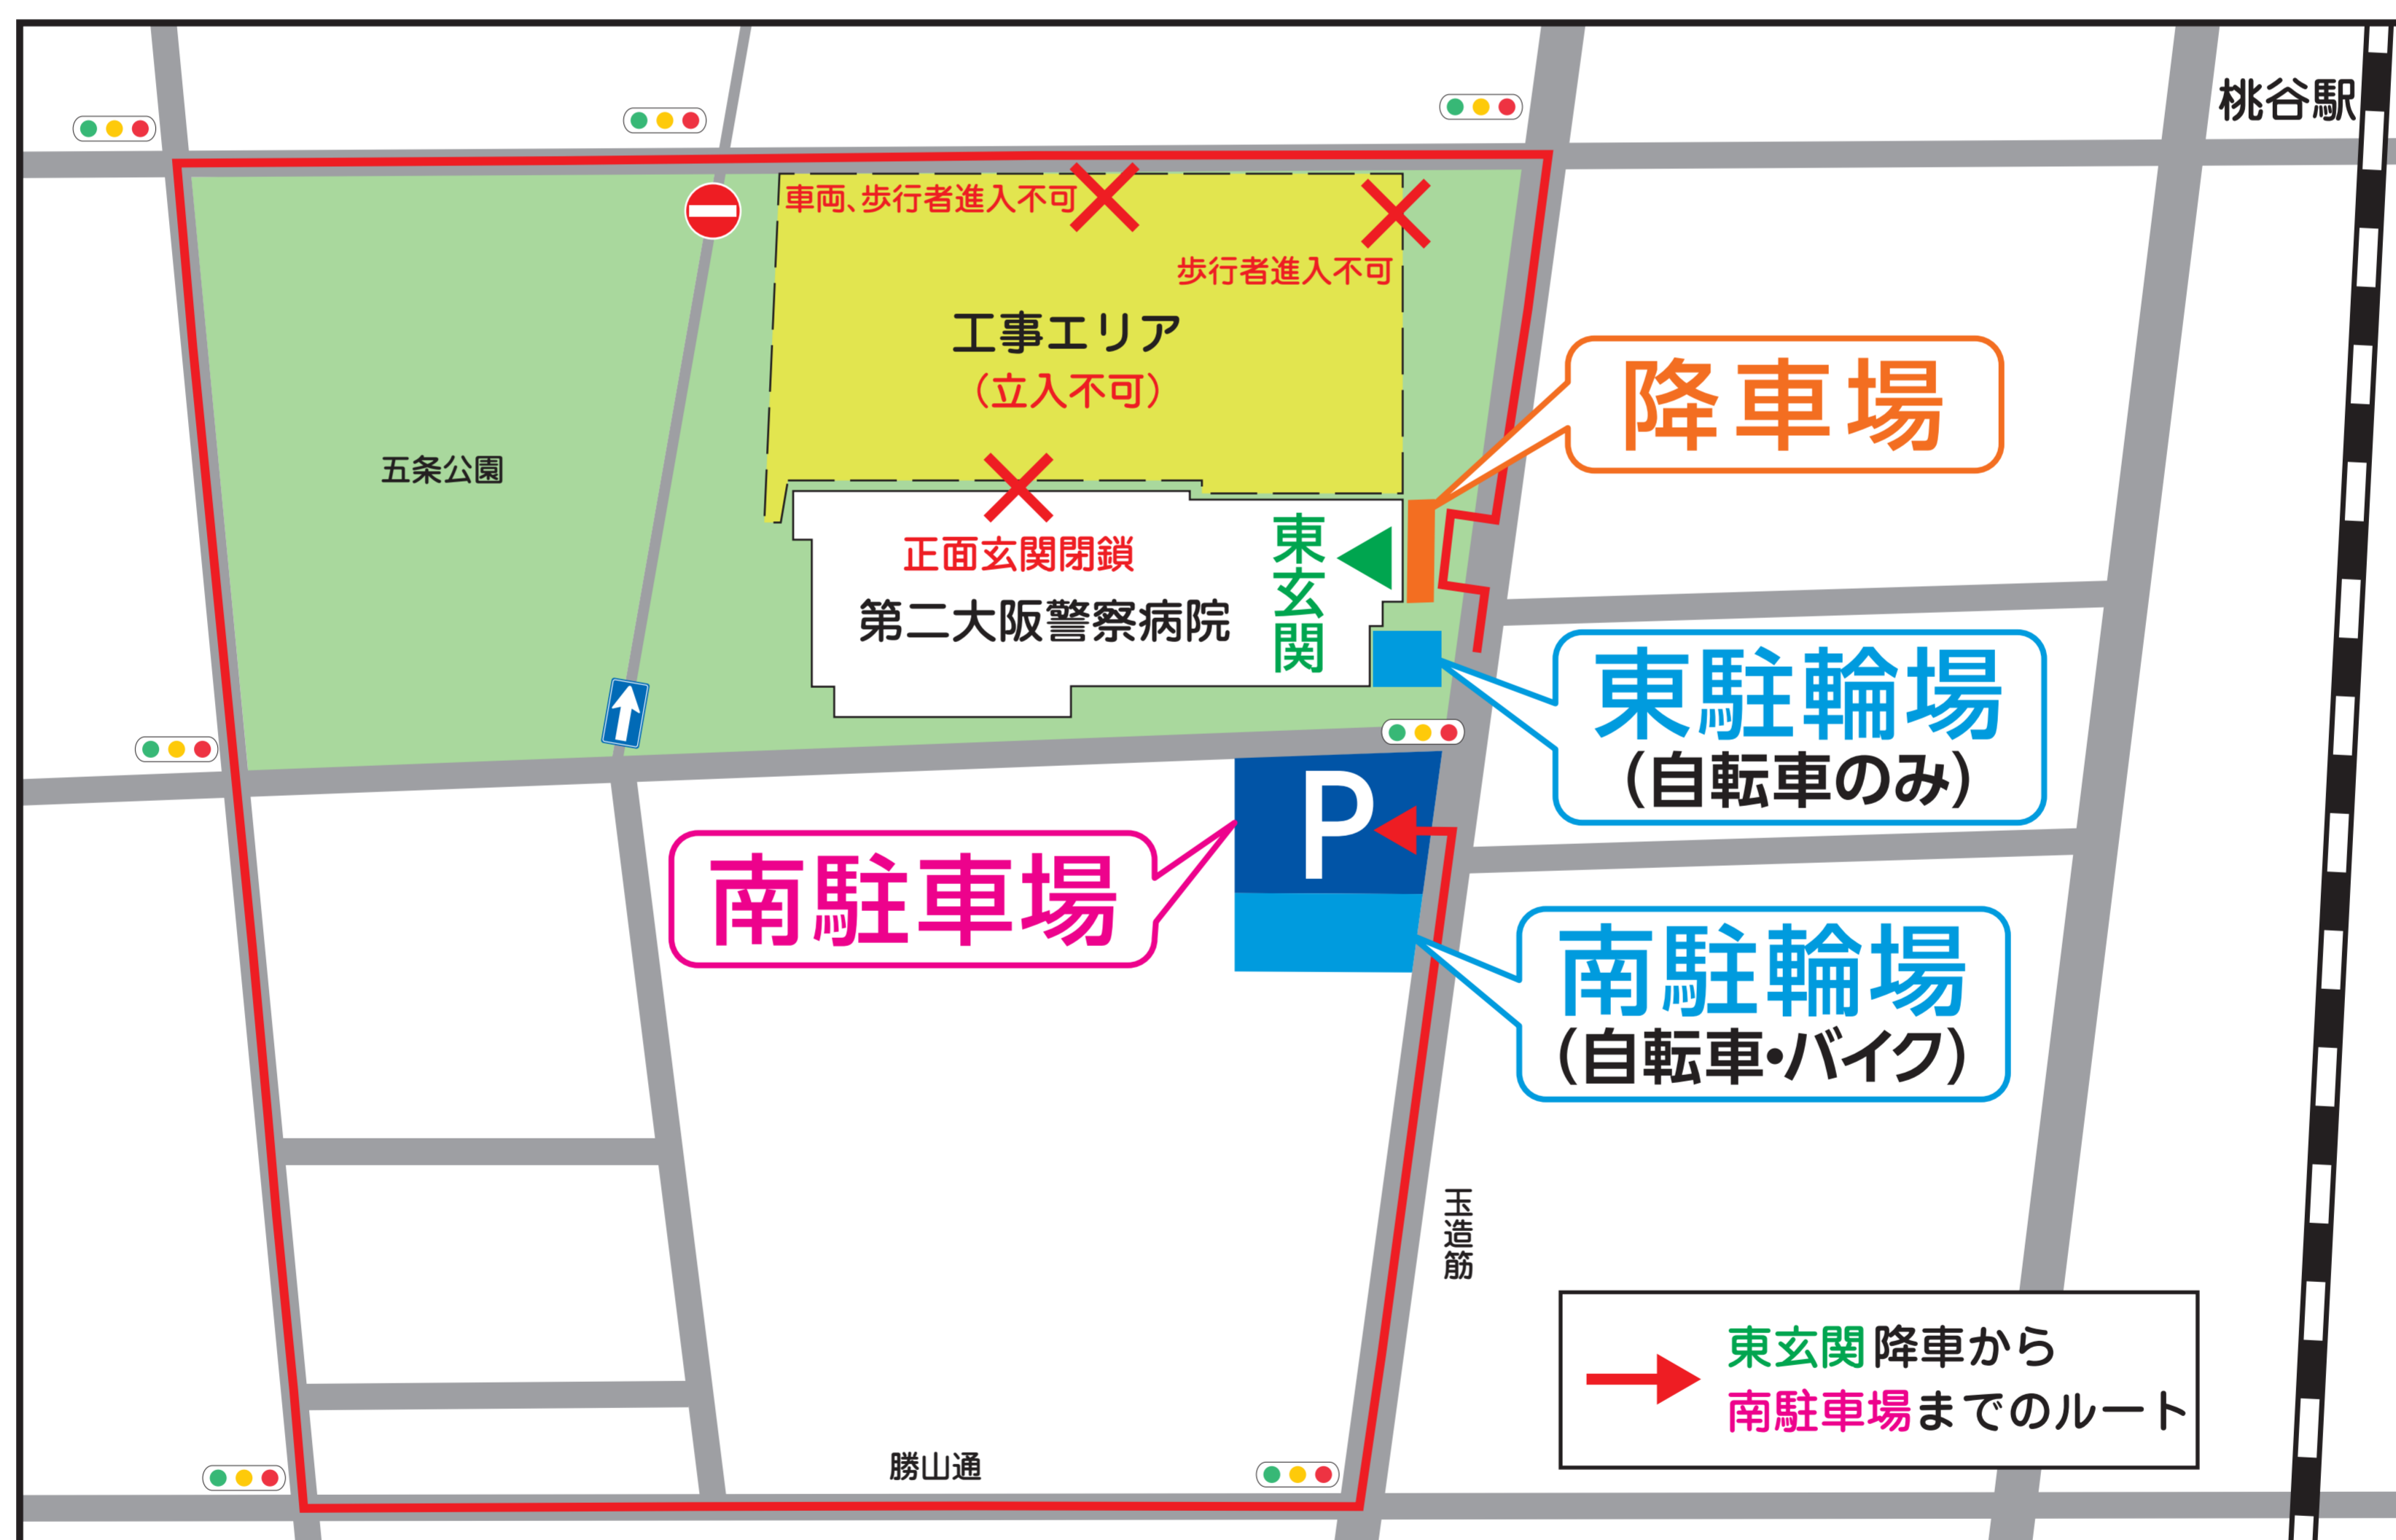 桃谷駅
車両、歩行者進入不可
歩行者進入不可
工事エリア
（立入不可）
降車場
五条公園
正面玄関閉鎖
第二大阪警察病院
東玄関
東駐輪場
（自転車のみ）
P
南駐車場
南駐輪場
（自転車・バイク）
玉造筋
東玄関降車から
南駐車場までのルート
勝山通